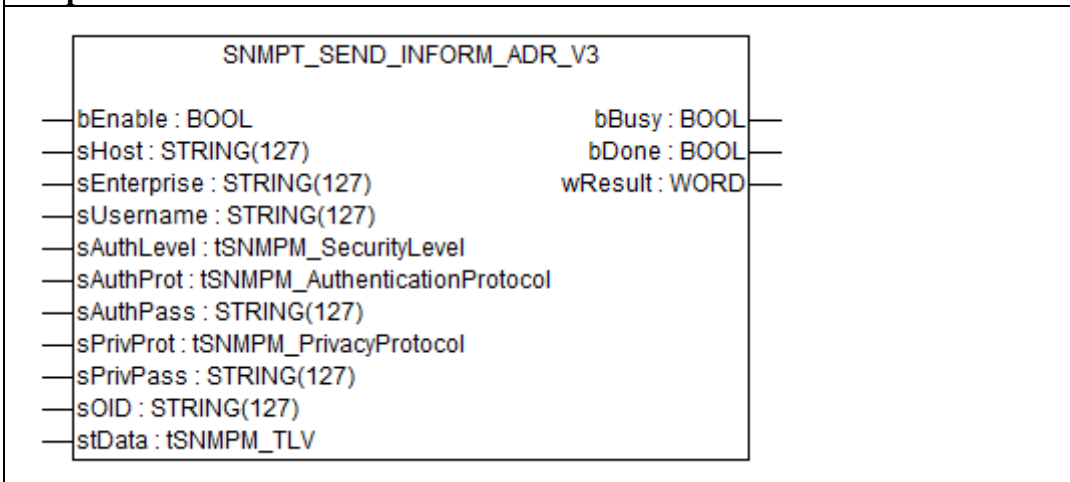 SNMPT_SEND_INFORM_ADR_V3
bEnable : BOOL bBusy : BOOL
sHost : STRING(127) bDone : BOOL
sEnterprise : STRING(127) wResult : WORD
sUsername : STRING(127)
sAuthLevel : tSNMPM_SecurityLevel
sAuthProt : tSNMPM_AuthenticationProtocol
sAuthPass : STRING(127)
sPrivProt : tSNMPM_PrivacyProtocol
sPrivPass : STRING(127)
sOID : STRING(127)
stData : tSNMPM_TLV